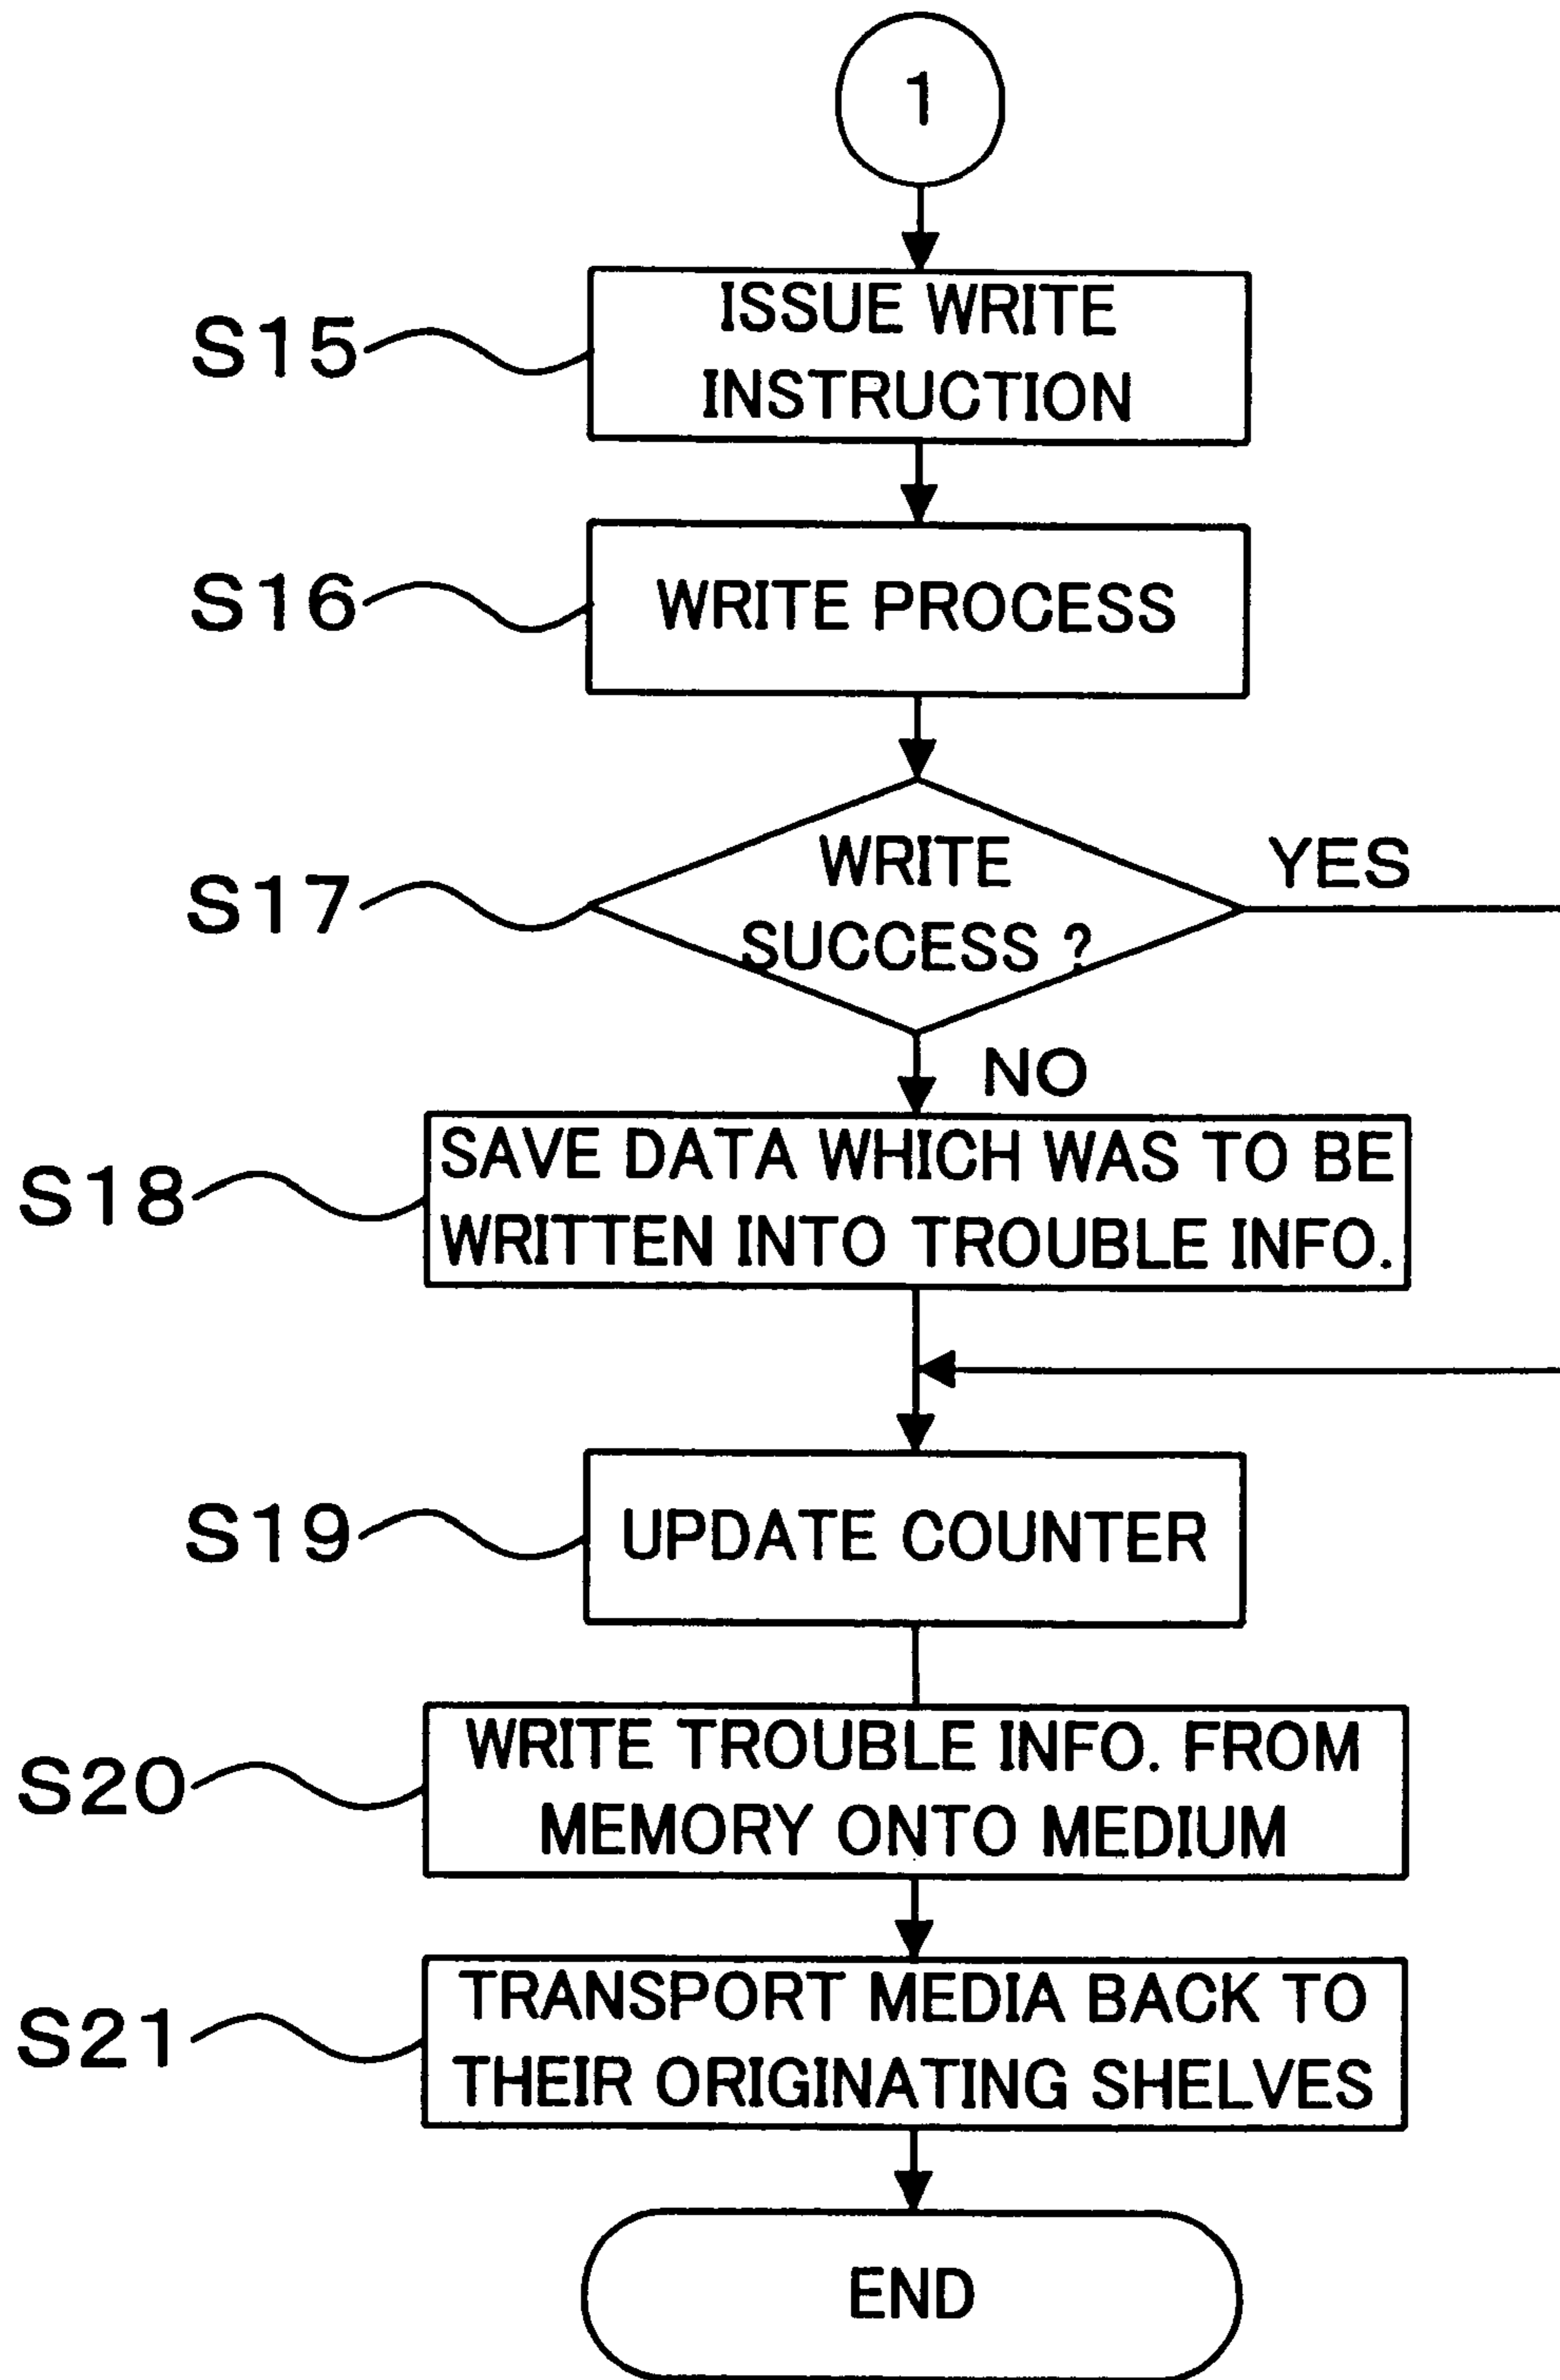 1
S15
ISSUE WRITE
INSTRUCTION
S16
WRITE PROCESS
S17
WRITE
SUCCESS ?
YES
NO
S18
SAVE DATA WHICH WAS TO BE
WRITTEN INTO TROUBLE INFO.
S19
UPDATE COUNTER
S20
WRITE TROUBLE INFO. FROM
MEMORY ONTO MEDIUM
S21
TRANSPORT MEDIA BACK TO
THEIR ORIGINATING SHELVES
END